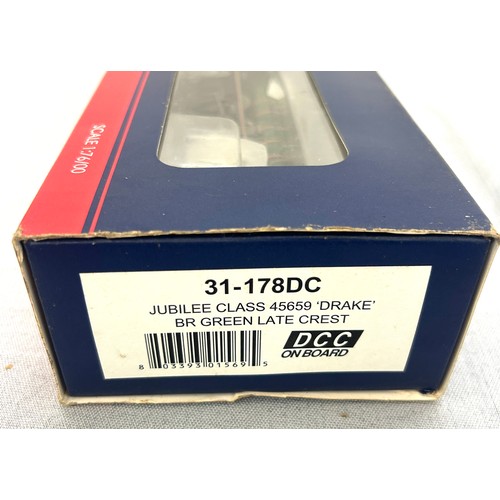 SCALE 1:76/OO
31-178DC
JUBILEE CLASS 45659 ‘DRAKE’
BR GREEN LATE CREST
DCC
ON BOARD
8 03393 01569 5